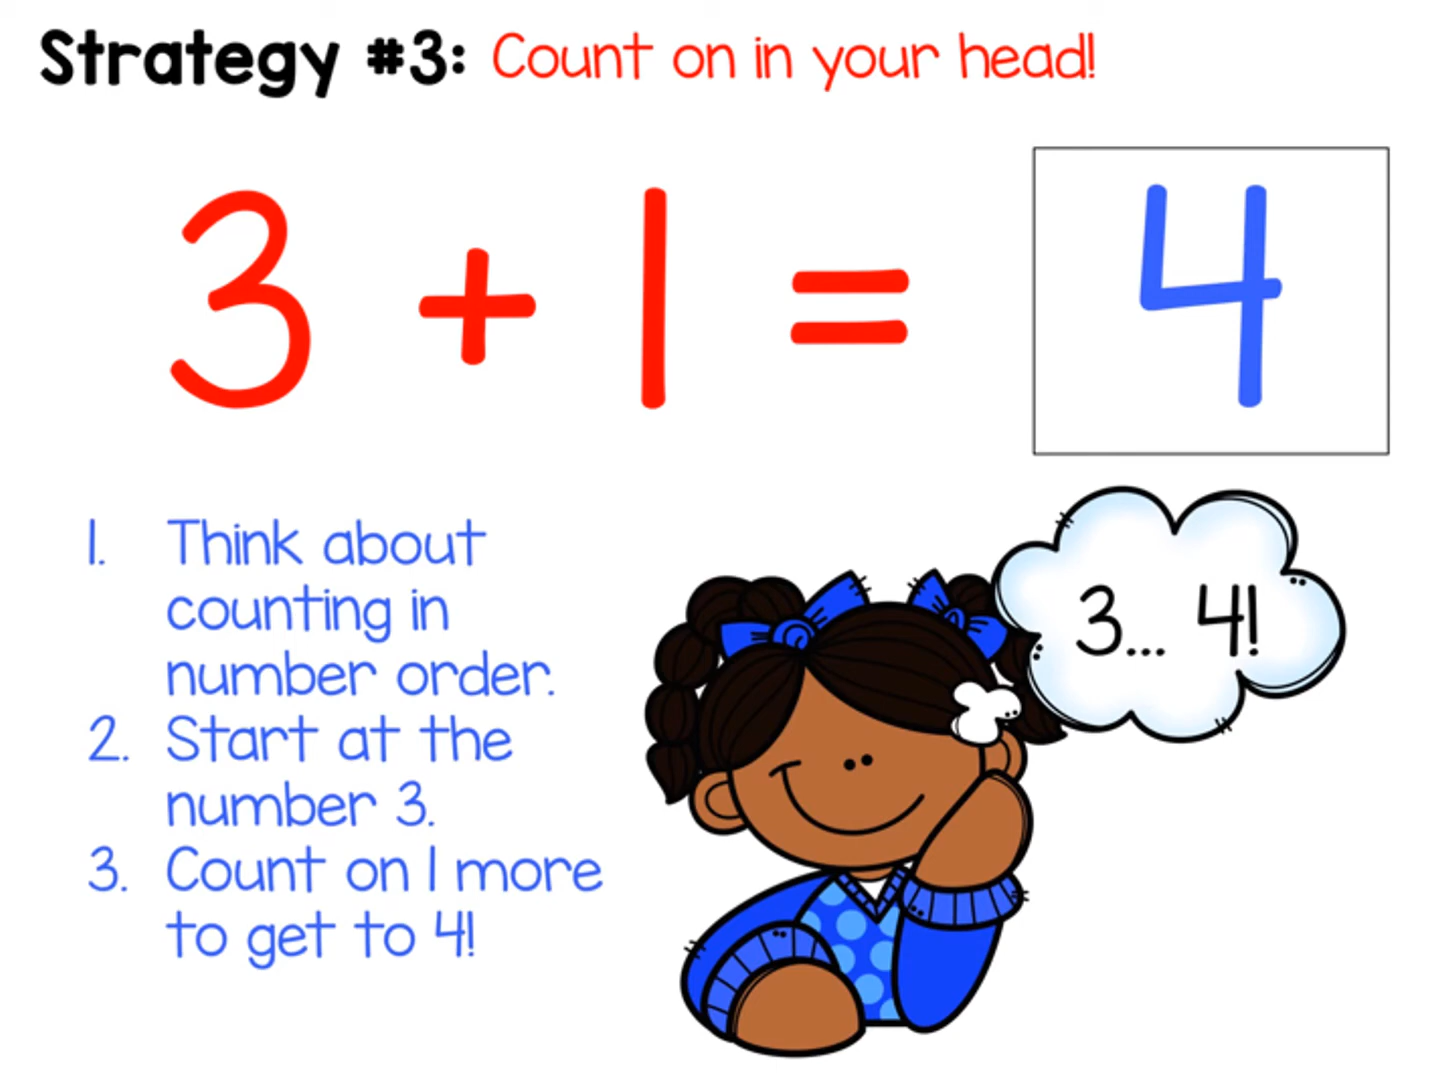 Strategy #3: Count on in your head!
3 + 1 = 4
1. Think about
counting in
number order.
2. Start at the
number 3.
3. Count on 1 more
to get to 4!
3... 4!